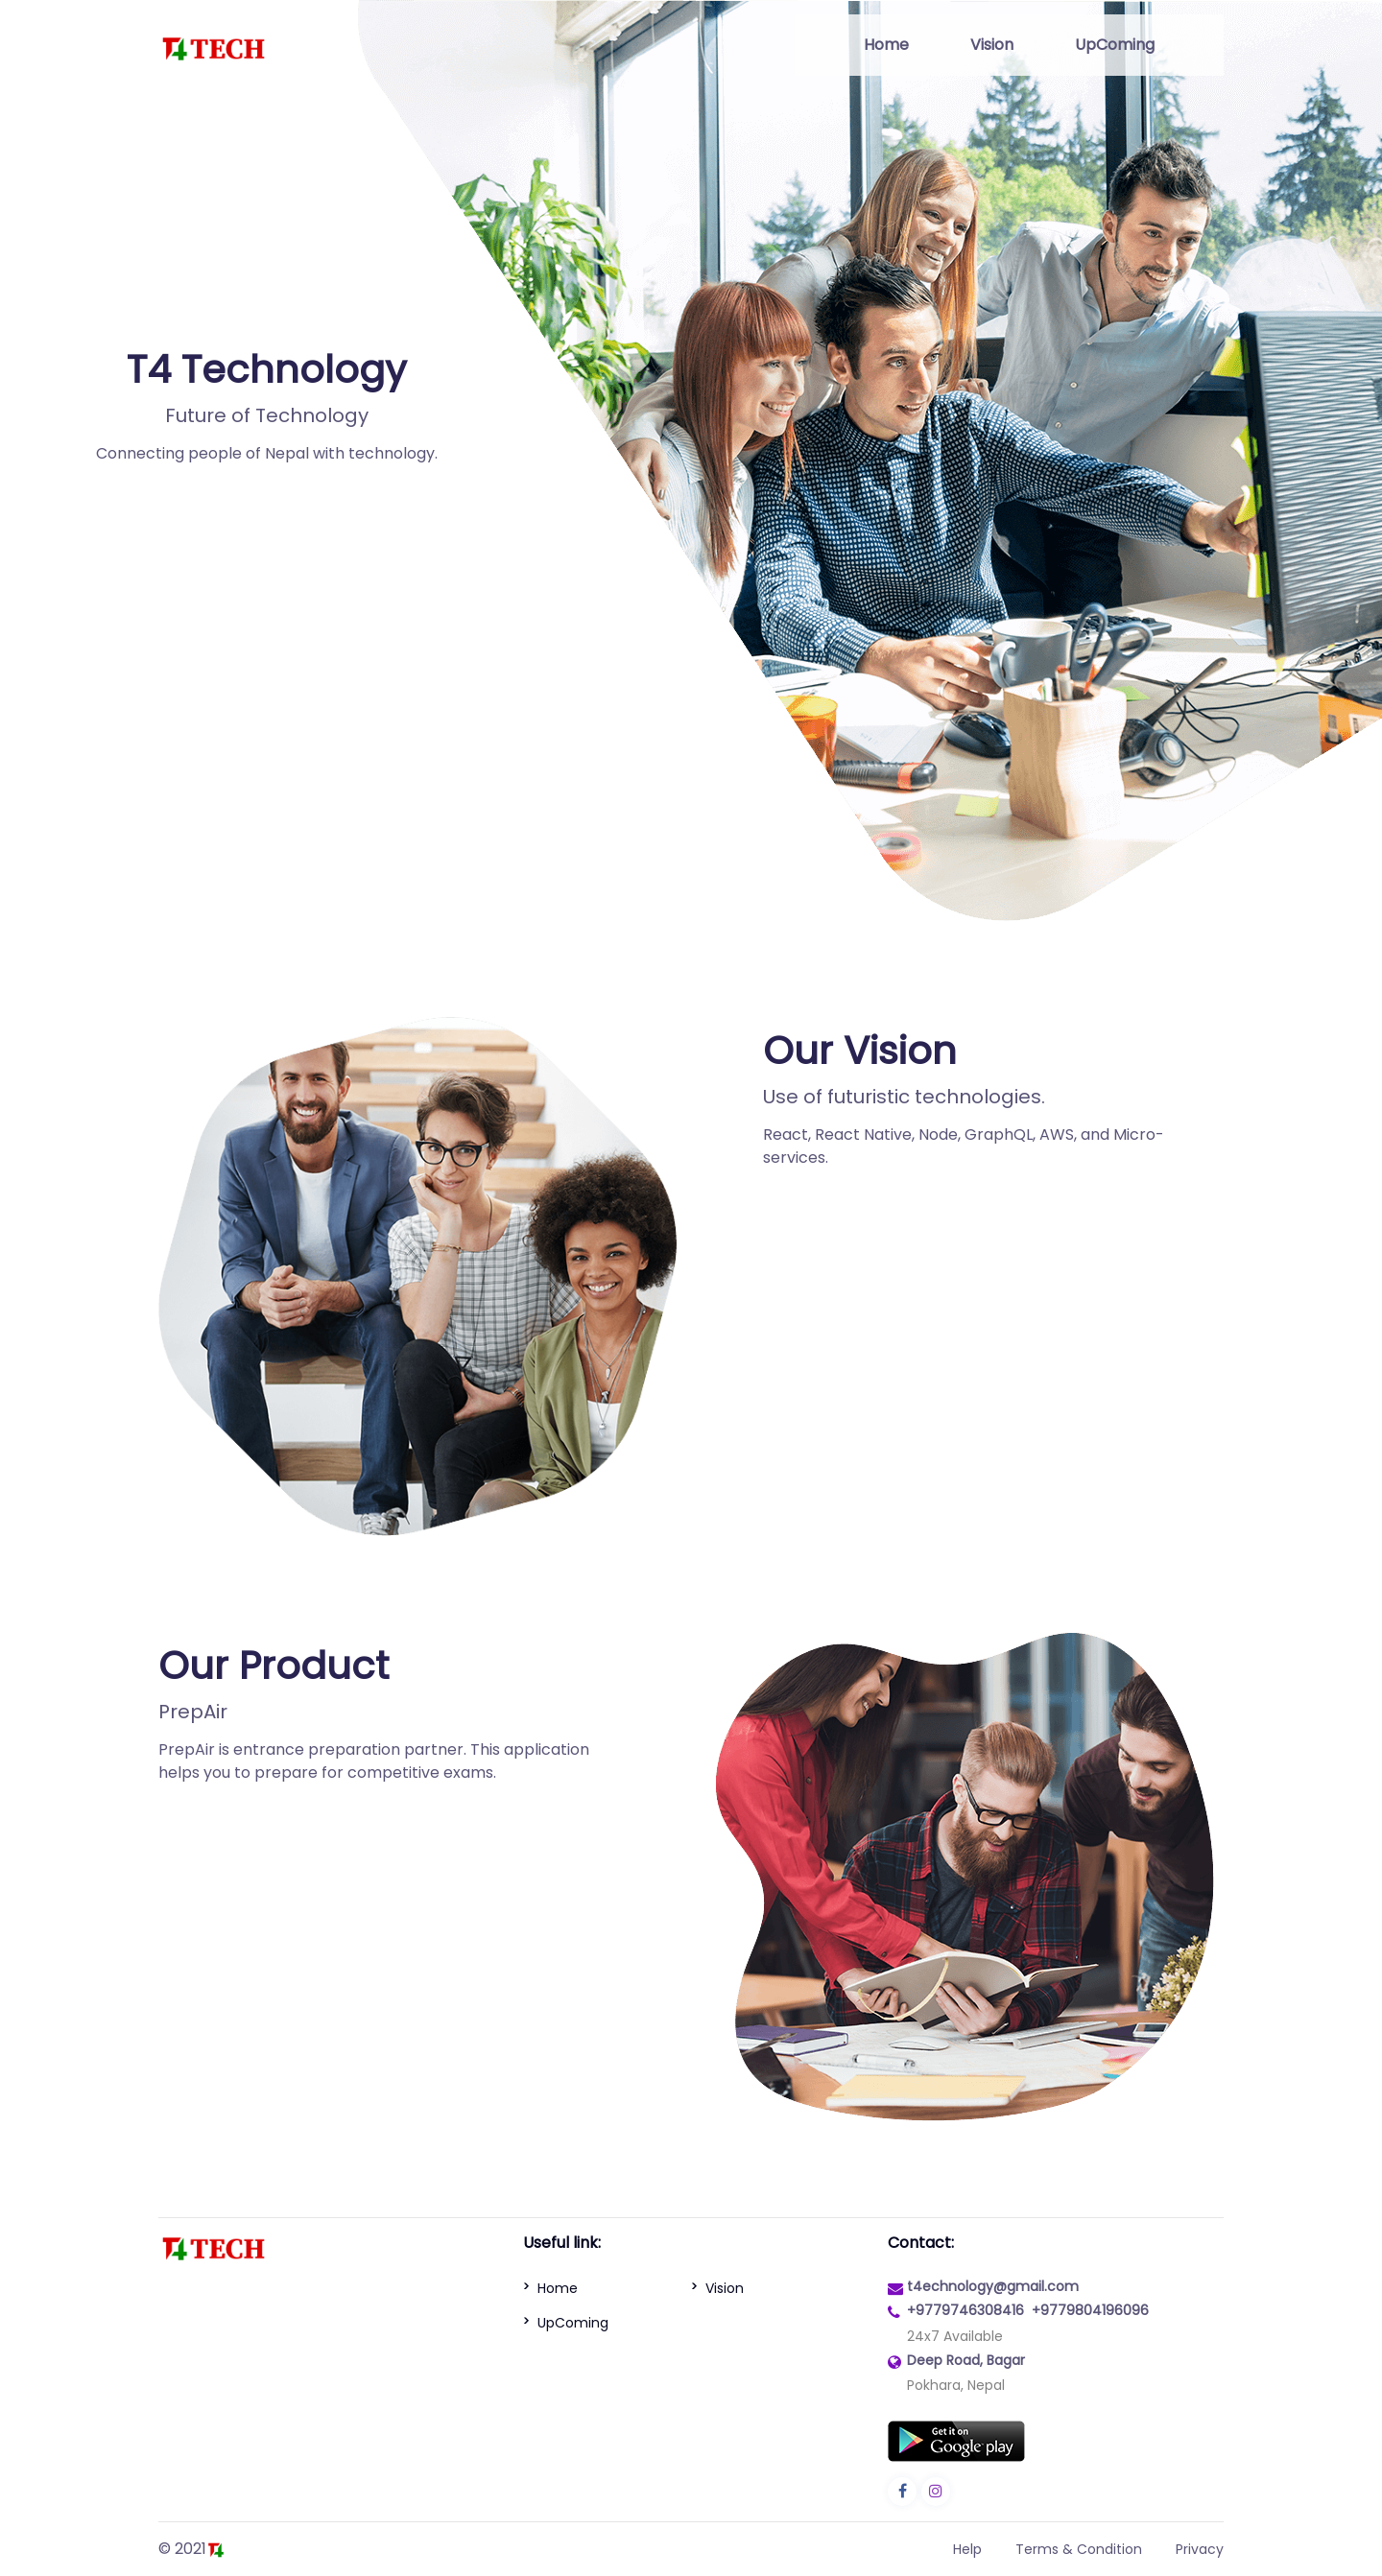 T4 TECH
Home Vision UpComing
T4 Technology
Future of Technology
Connecting people of Nepal with technology.
Our Vision
Use of futuristic technologies.
React, React Native, Node, GraphQL, AWS, and Micro-
services.
Our Product
PrepAir
PrepAir is entrance preparation partner. This application
helps you to prepare for competitive exams.
T4 TECH
Useful link:
Home
Vision
UpComing
Contact:
t4echnology@gmail.com
+9779746308416 +9779804196096
24x7 Available
Deep Road, Bagar
Pokhara, Nepal
Get it on
Google play
© 2021 T4
Help Terms & Condition Privacy